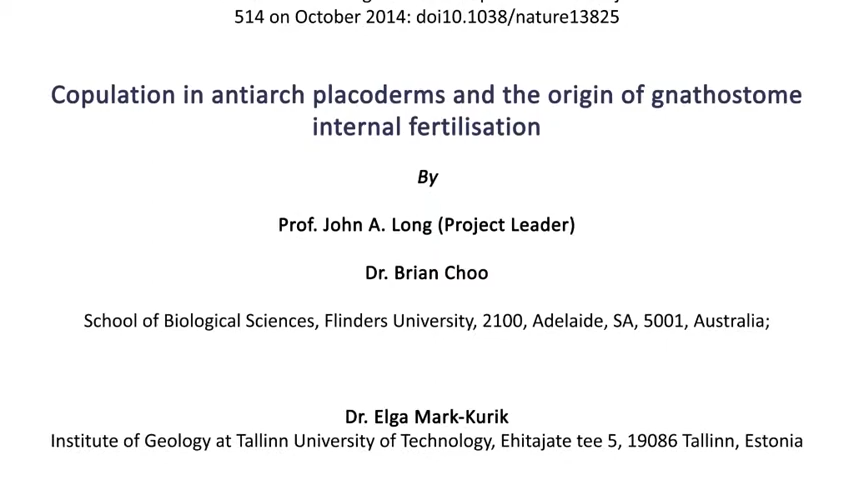 514 on October 2014: doi10.1038/nature13825
Copulation in antiarch placoderms and the origin of gnathostome
internal fertilisation
By
Prof. John A. Long (Project Leader)
Dr. Brian Choo
School of Biological Sciences, Flinders University, 2100, Adelaide, SA, 5001, Australia;
Dr. Elga Mark-Kurik
Institute of Geology at Tallinn University of Technology, Ehitajate tee 5, 19086 Tallinn, Estonia